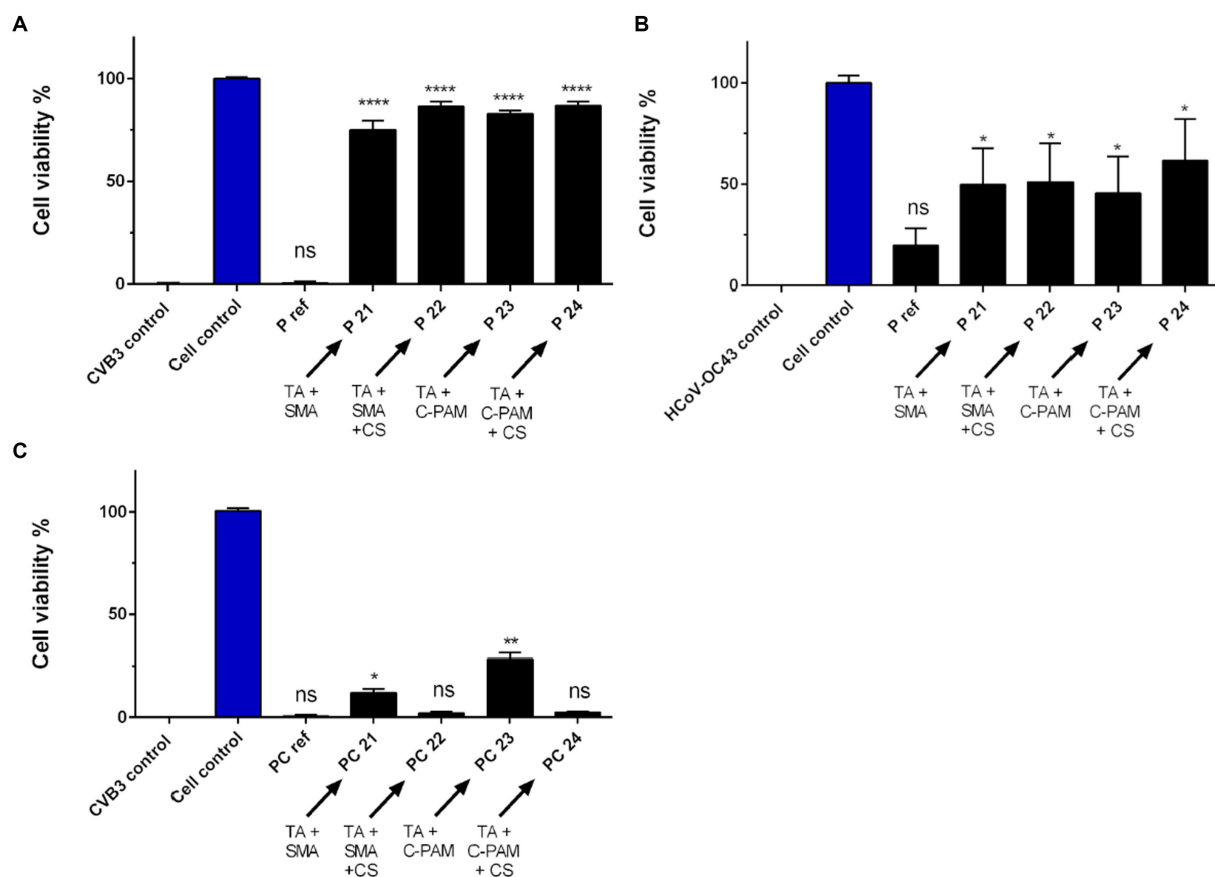 A
Cell viability %
100
50
0
****
****
****
****
ns
CVB3 control
Cell control
P ref
P 21
P 22
P 23
P 24
TA +
SMA
TA +
SMA
+CS
TA +
C-PAM
TA +
C-PAM
+ CS
B
Cell viability %
100
50
0
ns
*
*
*
*
HCoV-OC43 control
Cell control
P ref
P 21
P 22
P 23
P 24
TA +
SMA
TA +
SMA
+CS
TA +
C-PAM
TA +
C-PAM
+ CS
C
Cell viability %
100
50
0
ns
*
ns
**
ns
CVB3 control
Cell control
PC ref
PC 21
PC 22
PC 23
PC 24
TA +
SMA
TA +
SMA
+CS
TA +
C-PAM
TA +
C-PAM
+ CS